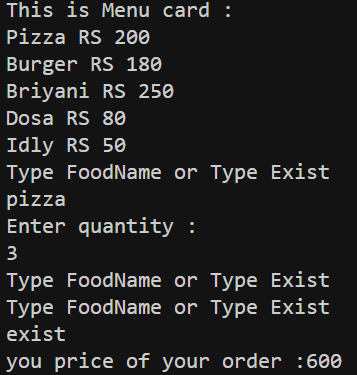 This is Menu card :
Pizza RS 200
Burger RS 180
Briyani RS 250
Dosa RS 80
Idly RS 50
Type FoodName or Type Exist
pizza
Enter quantity :
3
Type FoodName or Type Exist
Type FoodName or Type Exist
exist
you price of your order :600